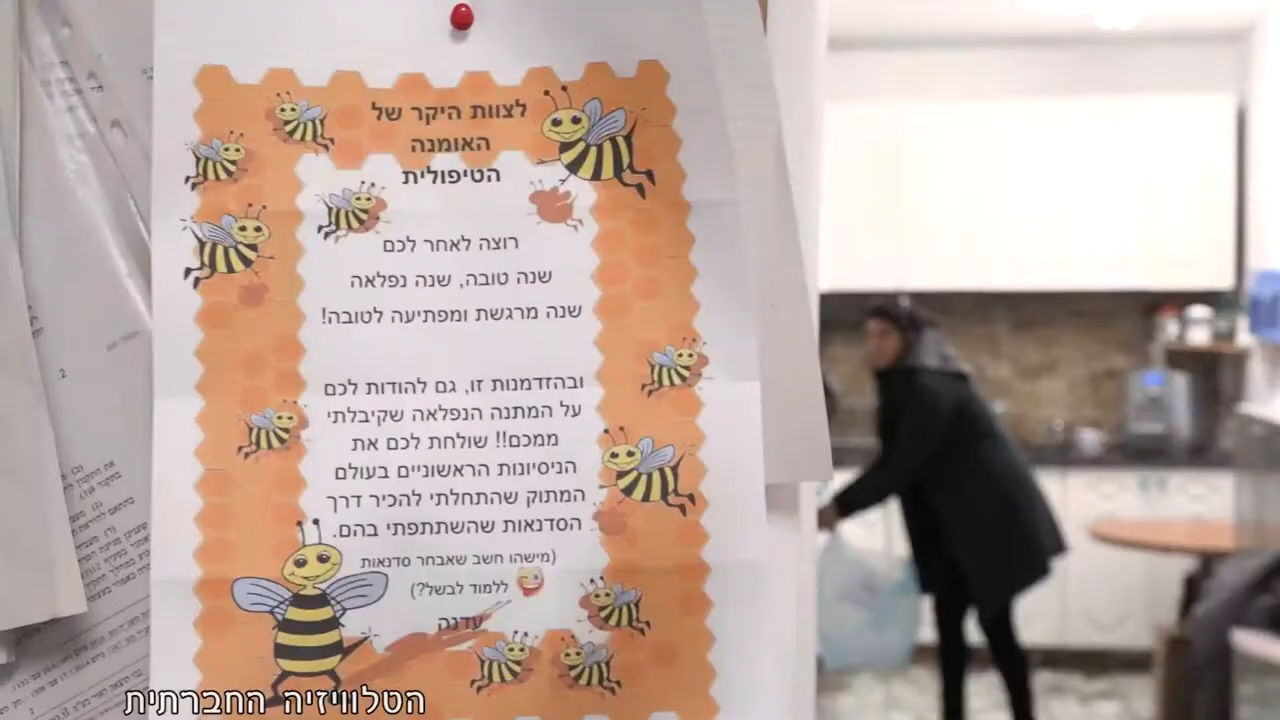 לצוות היקר של
האומנה
הטיפולית
רוצה לאחר לכם
שנה טובה, שנה נפלאה
שנה מרגשת ומפתיעה לטובה!
ובהזדמנות זו, גם להודות לכם
על המתנה הנפלאה שקיבלתי
ממכם!! שולחת לכם את
הניסיונות הראשוניים בעולם
המתוק שהתחלתי להכיר דרך
הסדנאות שהשתתפתי בהם.
(מישהו חשב שאבחר סדנאות
ללמוד לבשל?)
עדנה
הטלוויזיה החברתית